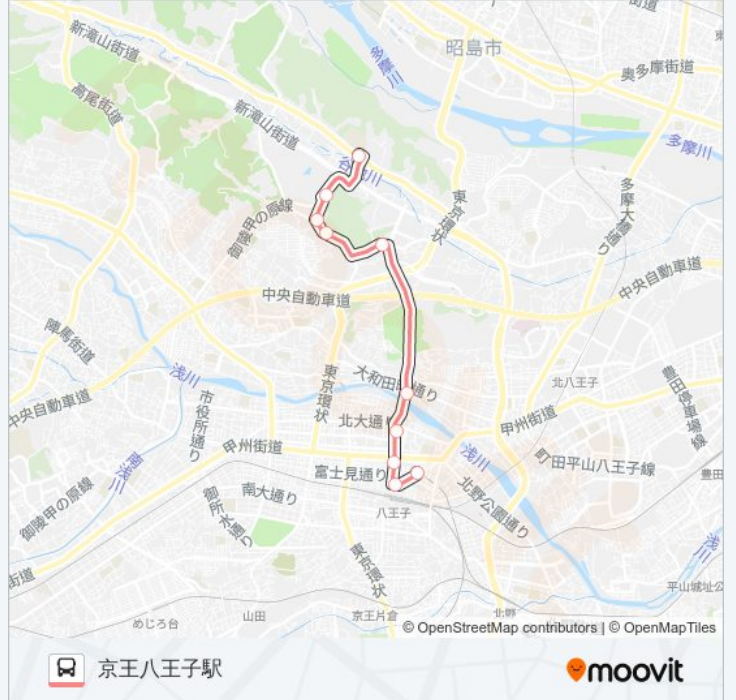 新滝山街道
昭島市
多摩川
奥多摩街道
高尾街道
新滝山街道
多摩川
東京環状
多摩大橋通り
御陵甲の原線
中央自動車道
中央自動車道
陣馬街道
浅川
東京環状
北八王子
豊田停車場線
中央自動車道
市役所通り
北大通り
甲州街道
甲州街道
浅川
町田平山八王子線
南浅川
富士見通り
豊田
御陵甲の原線
御所水通り
南大通り
北野公園通り
八王子
浅川
東京環状
街道
平山城址公
めじろ台
山田
京王片倉
北野
© OpenStreetMap contributors | © OpenMapTiles
京王八王子駅
moovit